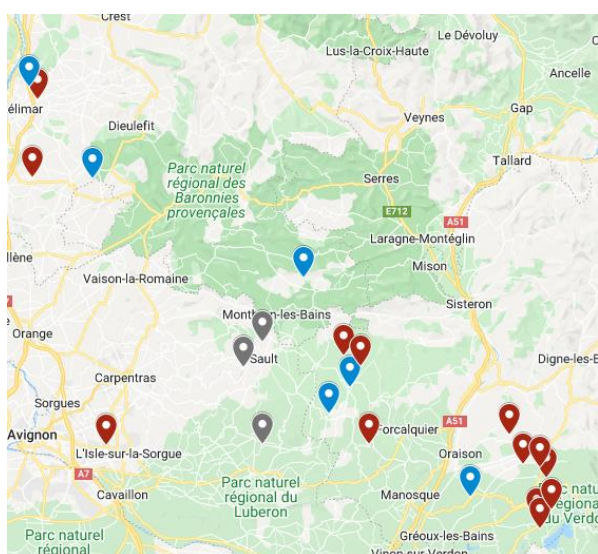 Crest
Le Dévoluy
Lus-la-Croix-Haute
Ancelle
élimar
Dieulefit
Veynes
Gap
Tallard
Parc naturel
régional des
Baronnies
provençales
Serres
E712
A51
Laragne-Montéglin
llène
Mison
Vaison-la-Romaine
Sisteron
Orange
Sault
Digne-les-B
Carpentras
Sorgues
Avignon
L'Isle-sur-la-Sorgue
Forcalquier
A51
Oraison
A7
Cavaillon
Parc naturel
régional du
Luberon
Manosque
Gréoux-les-Bains
Vinon-sur-Verdon
Parc naturel
régional